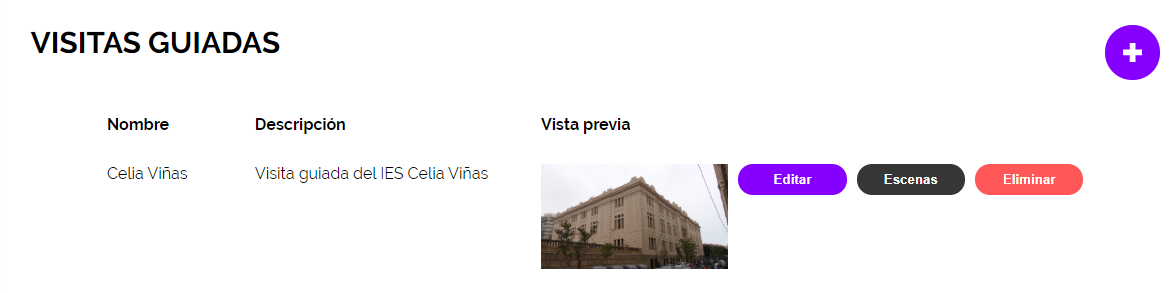 VISITAS GUIADAS
Nombre Descripción Vista previa
Celia Viñas Visita guiada del IES Celia Viñas Editar Escenas Eliminar